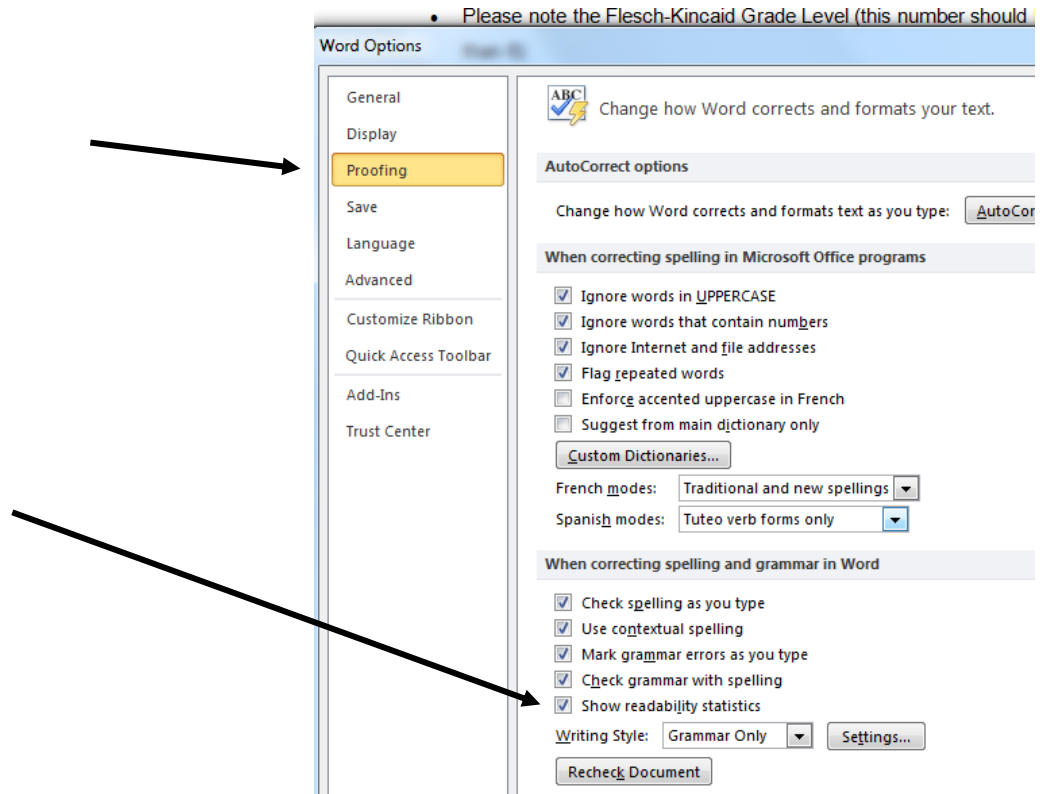 • Please note the Flesch-Kincaid Grade Level (this number should
Word Options
General
Display
Proofing
Save
Language
Advanced
Customize Ribbon
Quick Access Toolbar
Add-Ins
Trust Center
ABC
Change how Word corrects and formats your text.
AutoCorrect options
Change how Word corrects and formats text as you type: AutoCor
When correcting spelling in Microsoft Office programs
Ignore words in UPPERCASE
Ignore words that contain numbers
Ignore Internet and file addresses
Flag repeated words
Enforce accented uppercase in French
Suggest from main dictionary only
Custom Dictionaries...
French modes: Traditional and new spellings
Spanish modes: Tuteo verb forms only
When correcting spelling and grammar in Word
Check spelling as you type
Use contextual spelling
Mark grammar errors as you type
Check grammar with spelling
Show readability statistics
Writing Style: Grammar Only Settings...
Recheck Document